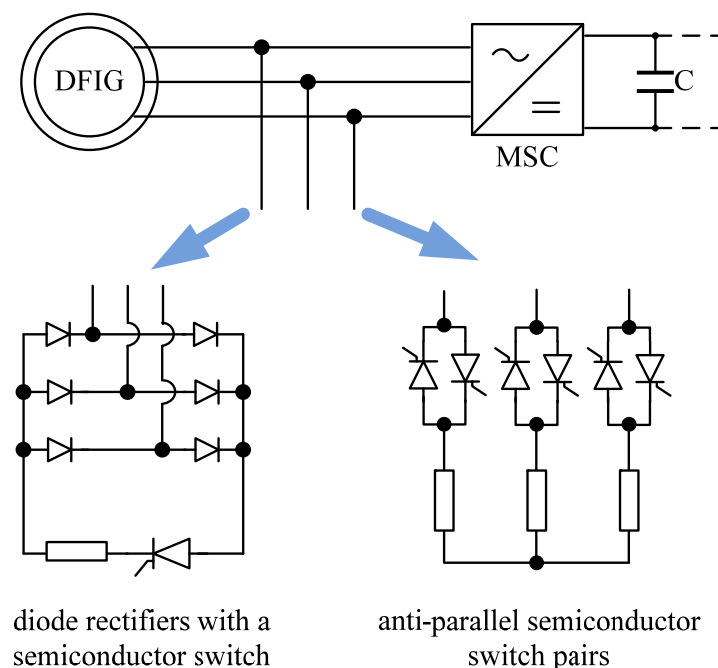 DFIG
C
MSC
diode rectifiers with a
semiconductor switch
anti-parallel semiconductor
switch pairs